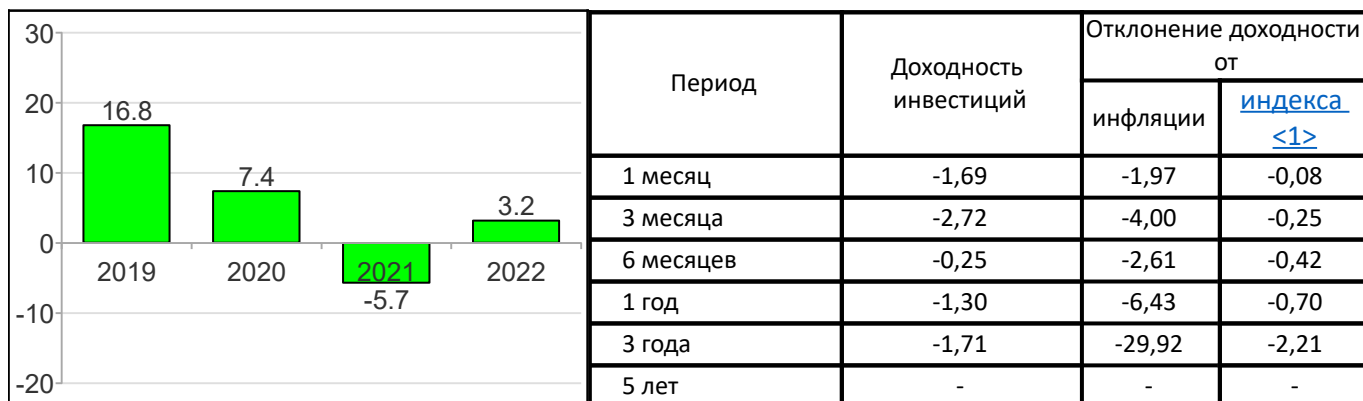 30
20
10
0
-10
-20
16.8
7.4
-5.7
3.2
2019
2020
2021
2022
Период
Доходность
инвестиций
Отклонение доходности
от
инфляции
индекса
<1>
1 месяц -1,69 -1,97 -0,08
3 месяца -2,72 -4,00 -0,25
6 месяцев -0,25 -2,61 -0,42
1 год -1,30 -6,43 -0,70
3 года -1,71 -29,92 -2,21
5 лет - - -